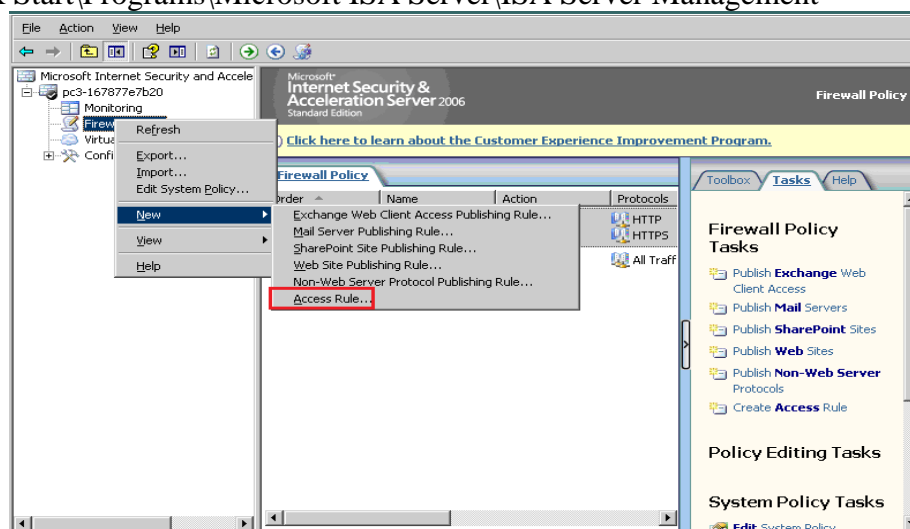 Start\Programs\Microsoft ISA Server\ISA Server Management
File Action View Help
Microsoft Internet Security and Accele
pc3-167877e7b20
Monitoring
Firew
Virtua
Confi
Refresh
Export...
Import...
Edit System Policy...
New
View
Help
Exchange Web Client Access Publishing Rule...
Mail Server Publishing Rule...
SharePoint Site Publishing Rule...
Web Site Publishing Rule...
Non-Web Server Protocol Publishing Rule...
Access Rule...
Microsoft
Internet Security &
Acceleration Server 2006
Standard Edition
Firewall Policy
Click here to learn about the Customer Experience Improvement Program.
Firewall Policy
Order Name Action Protocols
HTTP
HTTPS
All Traff
Toolbox Tasks Help
Firewall Policy
Tasks
Publish Exchange Web
Client Access
Publish Mail Servers
Publish SharePoint Sites
Publish Web Sites
Publish Non-Web Server
Protocols
Create Access Rule
Policy Editing Tasks
System Policy Tasks
Edit System Policy